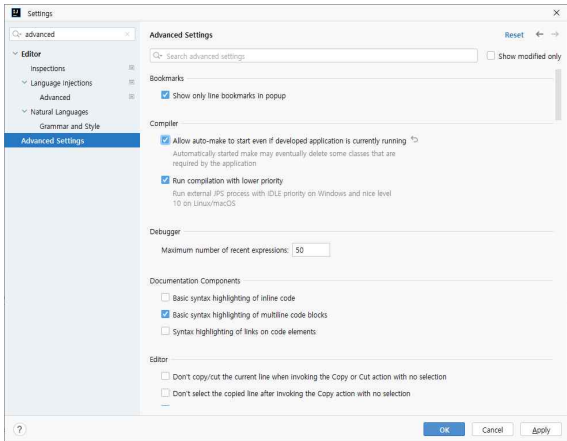 Settings
advanced
Editor
Inspections
Language Injections
Advanced
Natural Languages
Grammar and Style
Advanced Settings
Advanced Settings
Reset
Search advanced settings
Show modified only
Bookmarks
Show only line bookmarks in popup
Compiler
Allow auto-make to start even if developed application is currently running
Automatically started make may eventually delete some classes that are
required by the application
Run compilation with lower priority
Run external JPS process with IDLE priority on Windows and nice level
10 on Linux/macOS
Debugger
Maximum number of recent expressions: 50
Documentation Components
Basic syntax highlighting of inline code
Basic syntax highlighting of multiline code blocks
Syntax highlighting of links on code elements
Editor
Don't copy/cut the current line when invoking the Copy or Cut action with no selection
Don't select the copied line after invoking the Copy action with no selection
?
OK
Cancel
Apply